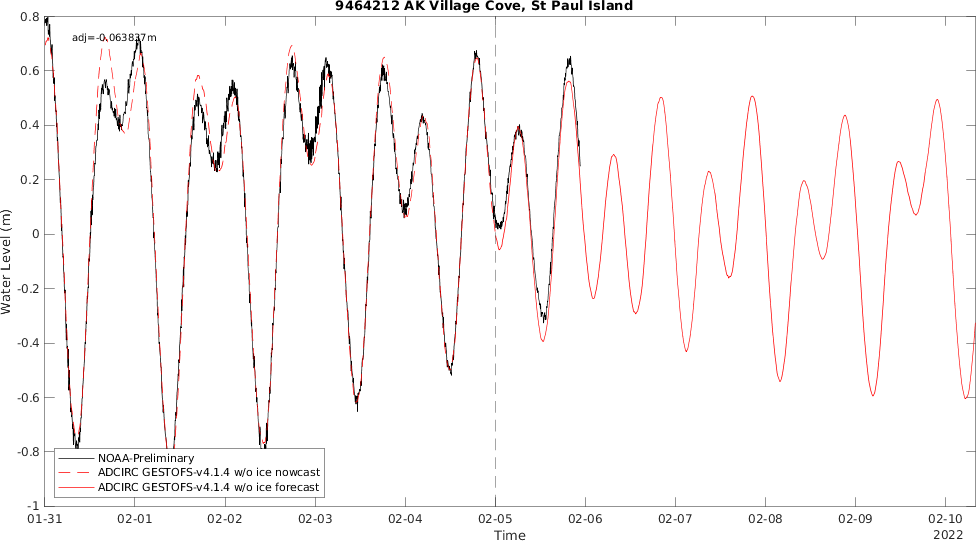 9464212 AK Village Cove, St Paul Island
adj=-0.063837m
0.8
0.6
0.4
0.2
0
-0.2
-0.4
-0.6
-0.8
-1
Water Level (m)
NOAA-Preliminary
ADCIRC GESTOFS-v4.1.4 w/o ice nowcast
ADCIRC GESTOFS-v4.1.4 w/o ice forecast
01-31 02-01 02-02 02-03 02-04 02-05 02-06 02-07 02-08 02-09 02-10
Time
2022